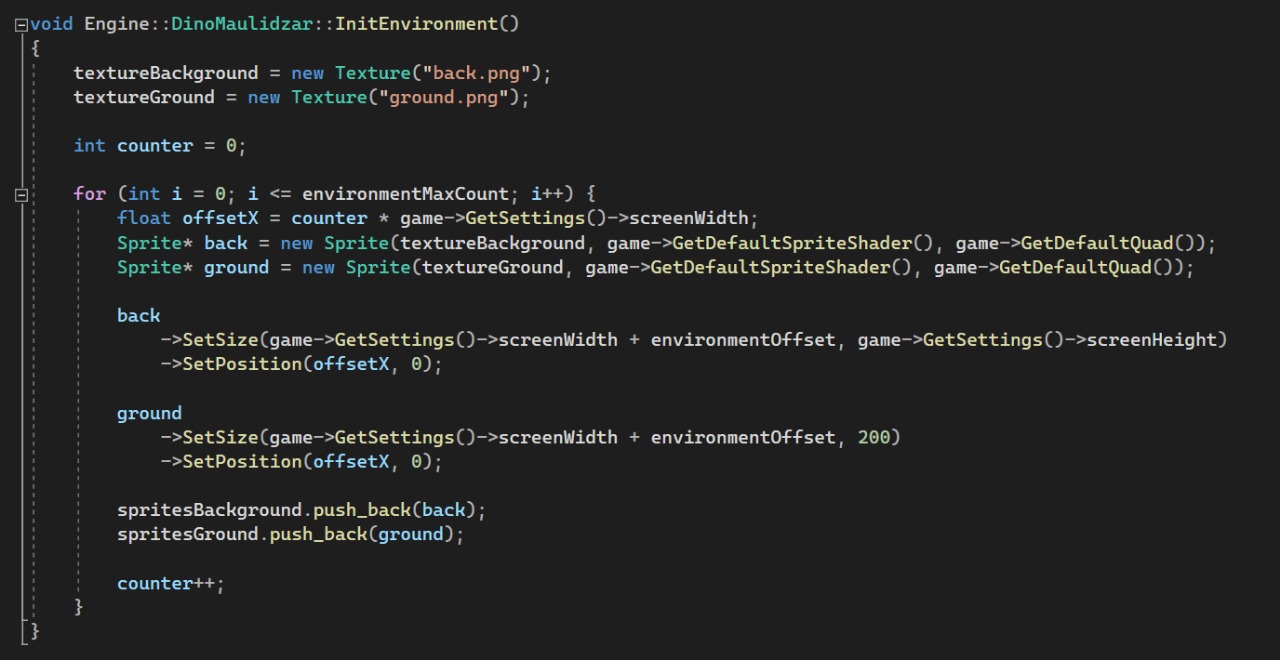 void Engine::DinoMaulidzar::InitEnvironment()
{
    textureBackground = new Texture("back.png");
    textureGround = new Texture("ground.png");

    int counter = 0;

    for (int i = 0; i <= environmentMaxCount; i++) {
        float offsetX = counter * game->GetSettings()->screenWidth;
        Sprite* back = new Sprite(textureBackground, game->GetDefaultSpriteShader(), game->GetDefaultQuad());
        Sprite* ground = new Sprite(textureGround, game->GetDefaultSpriteShader(), game->GetDefaultQuad());

        back
            ->SetSize(game->GetSettings()->screenWidth + environmentOffset, game->GetSettings()->screenHeight)
            ->SetPosition(offsetX, 0);

        ground
            ->SetSize(game->GetSettings()->screenWidth + environmentOffset, 200)
            ->SetPosition(offsetX, 0);

        spritesBackground.push_back(back);
        spritesGround.push_back(ground);

        counter++;
    }
}